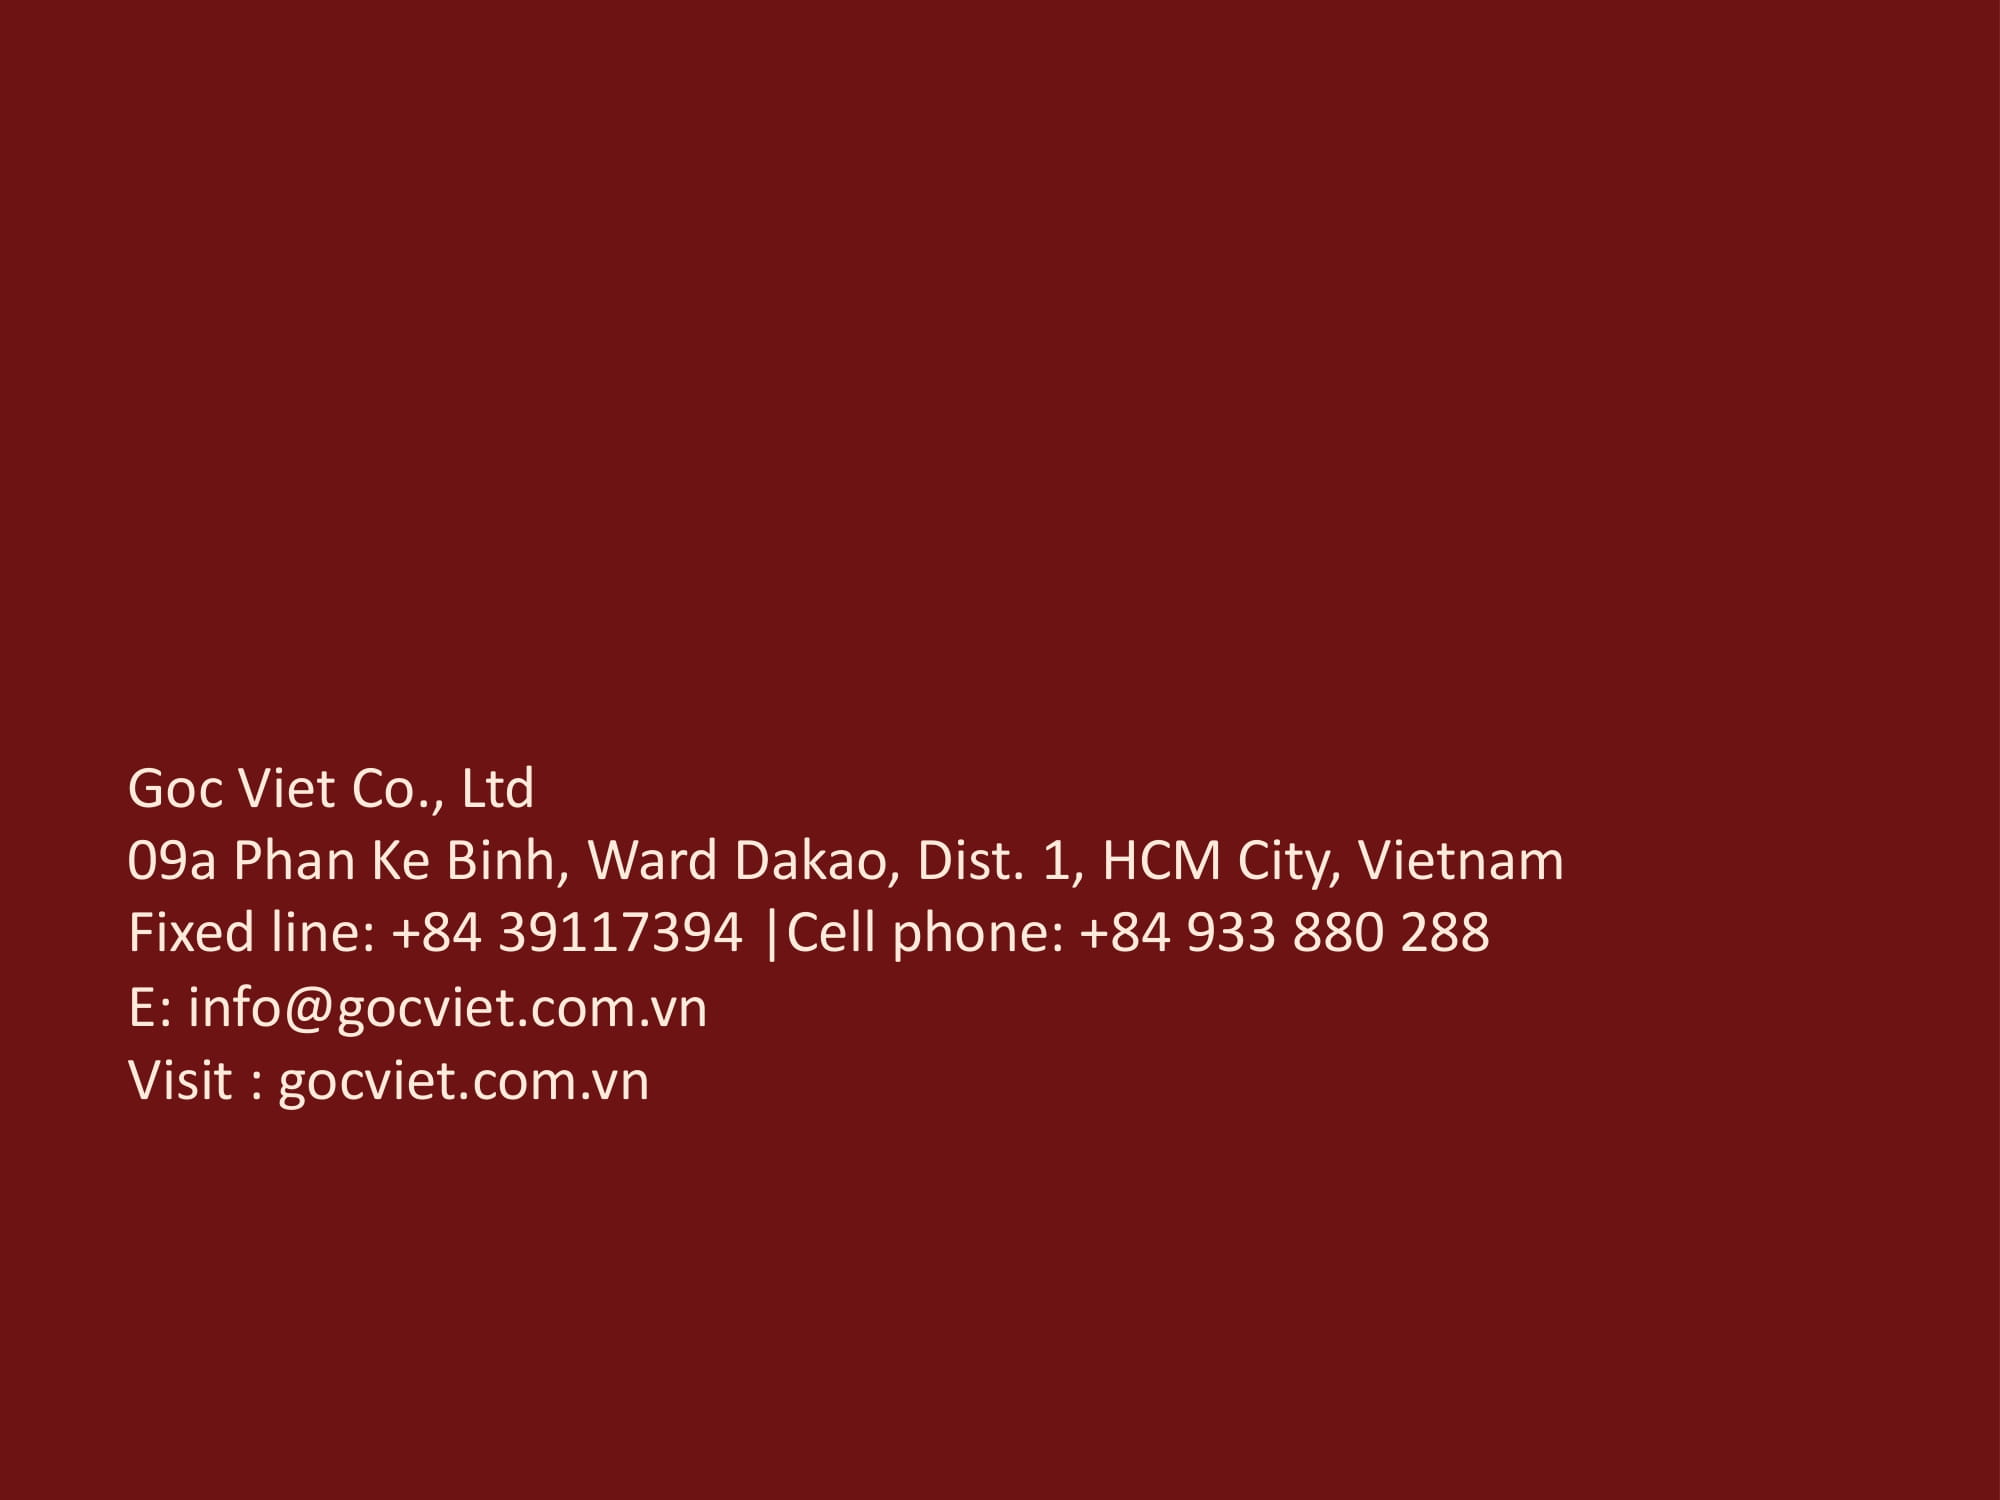 Goc Viet Co., Ltd
09a Phan Ke Binh, Ward Dakao, Dist. 1, HCM City, Vietnam
Fixed line: +84 39117394 |Cell phone: +84 933 880 288
E: info@gocviet.com.vn
Visit : gocviet.com.vn